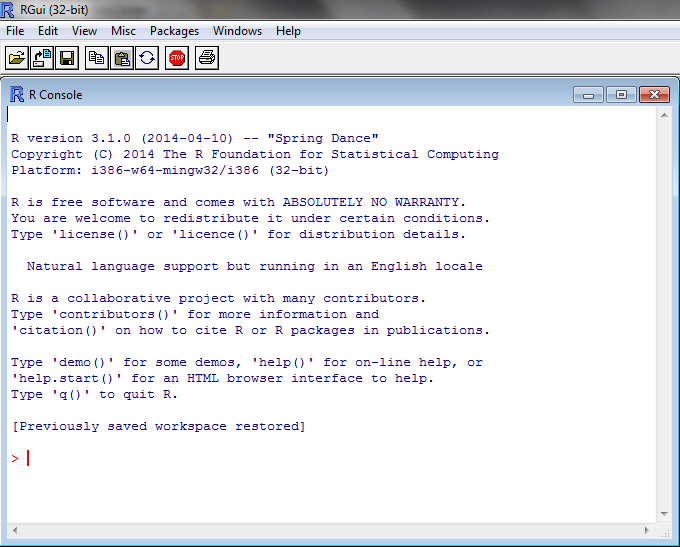 RGui (32-bit)
File Edit View Misc Packages Windows Help
STOP
R Console
R version 3.1.0 (2014-04-10) -- "Spring Dance"
Copyright (C) 2014 The R Foundation for Statistical Computing
Platform: i386-w64-mingw32/i386 (32-bit)
R is free software and comes with ABSOLUTELY NO WARRANTY.
You are welcome to redistribute it under certain conditions.
Type 'license()' or 'licence()' for distribution details.
Natural language support but running in an English locale
R is a collaborative project with many contributors.
Type 'contributors()' for more information and
'citation()' on how to cite R or R packages in publications.
Type 'demo()' for some demos, 'help()' for on-line help, or
'help.start()' for an HTML browser interface to help.
Type 'q()' to quit R.
[Previously saved workspace restored]
>